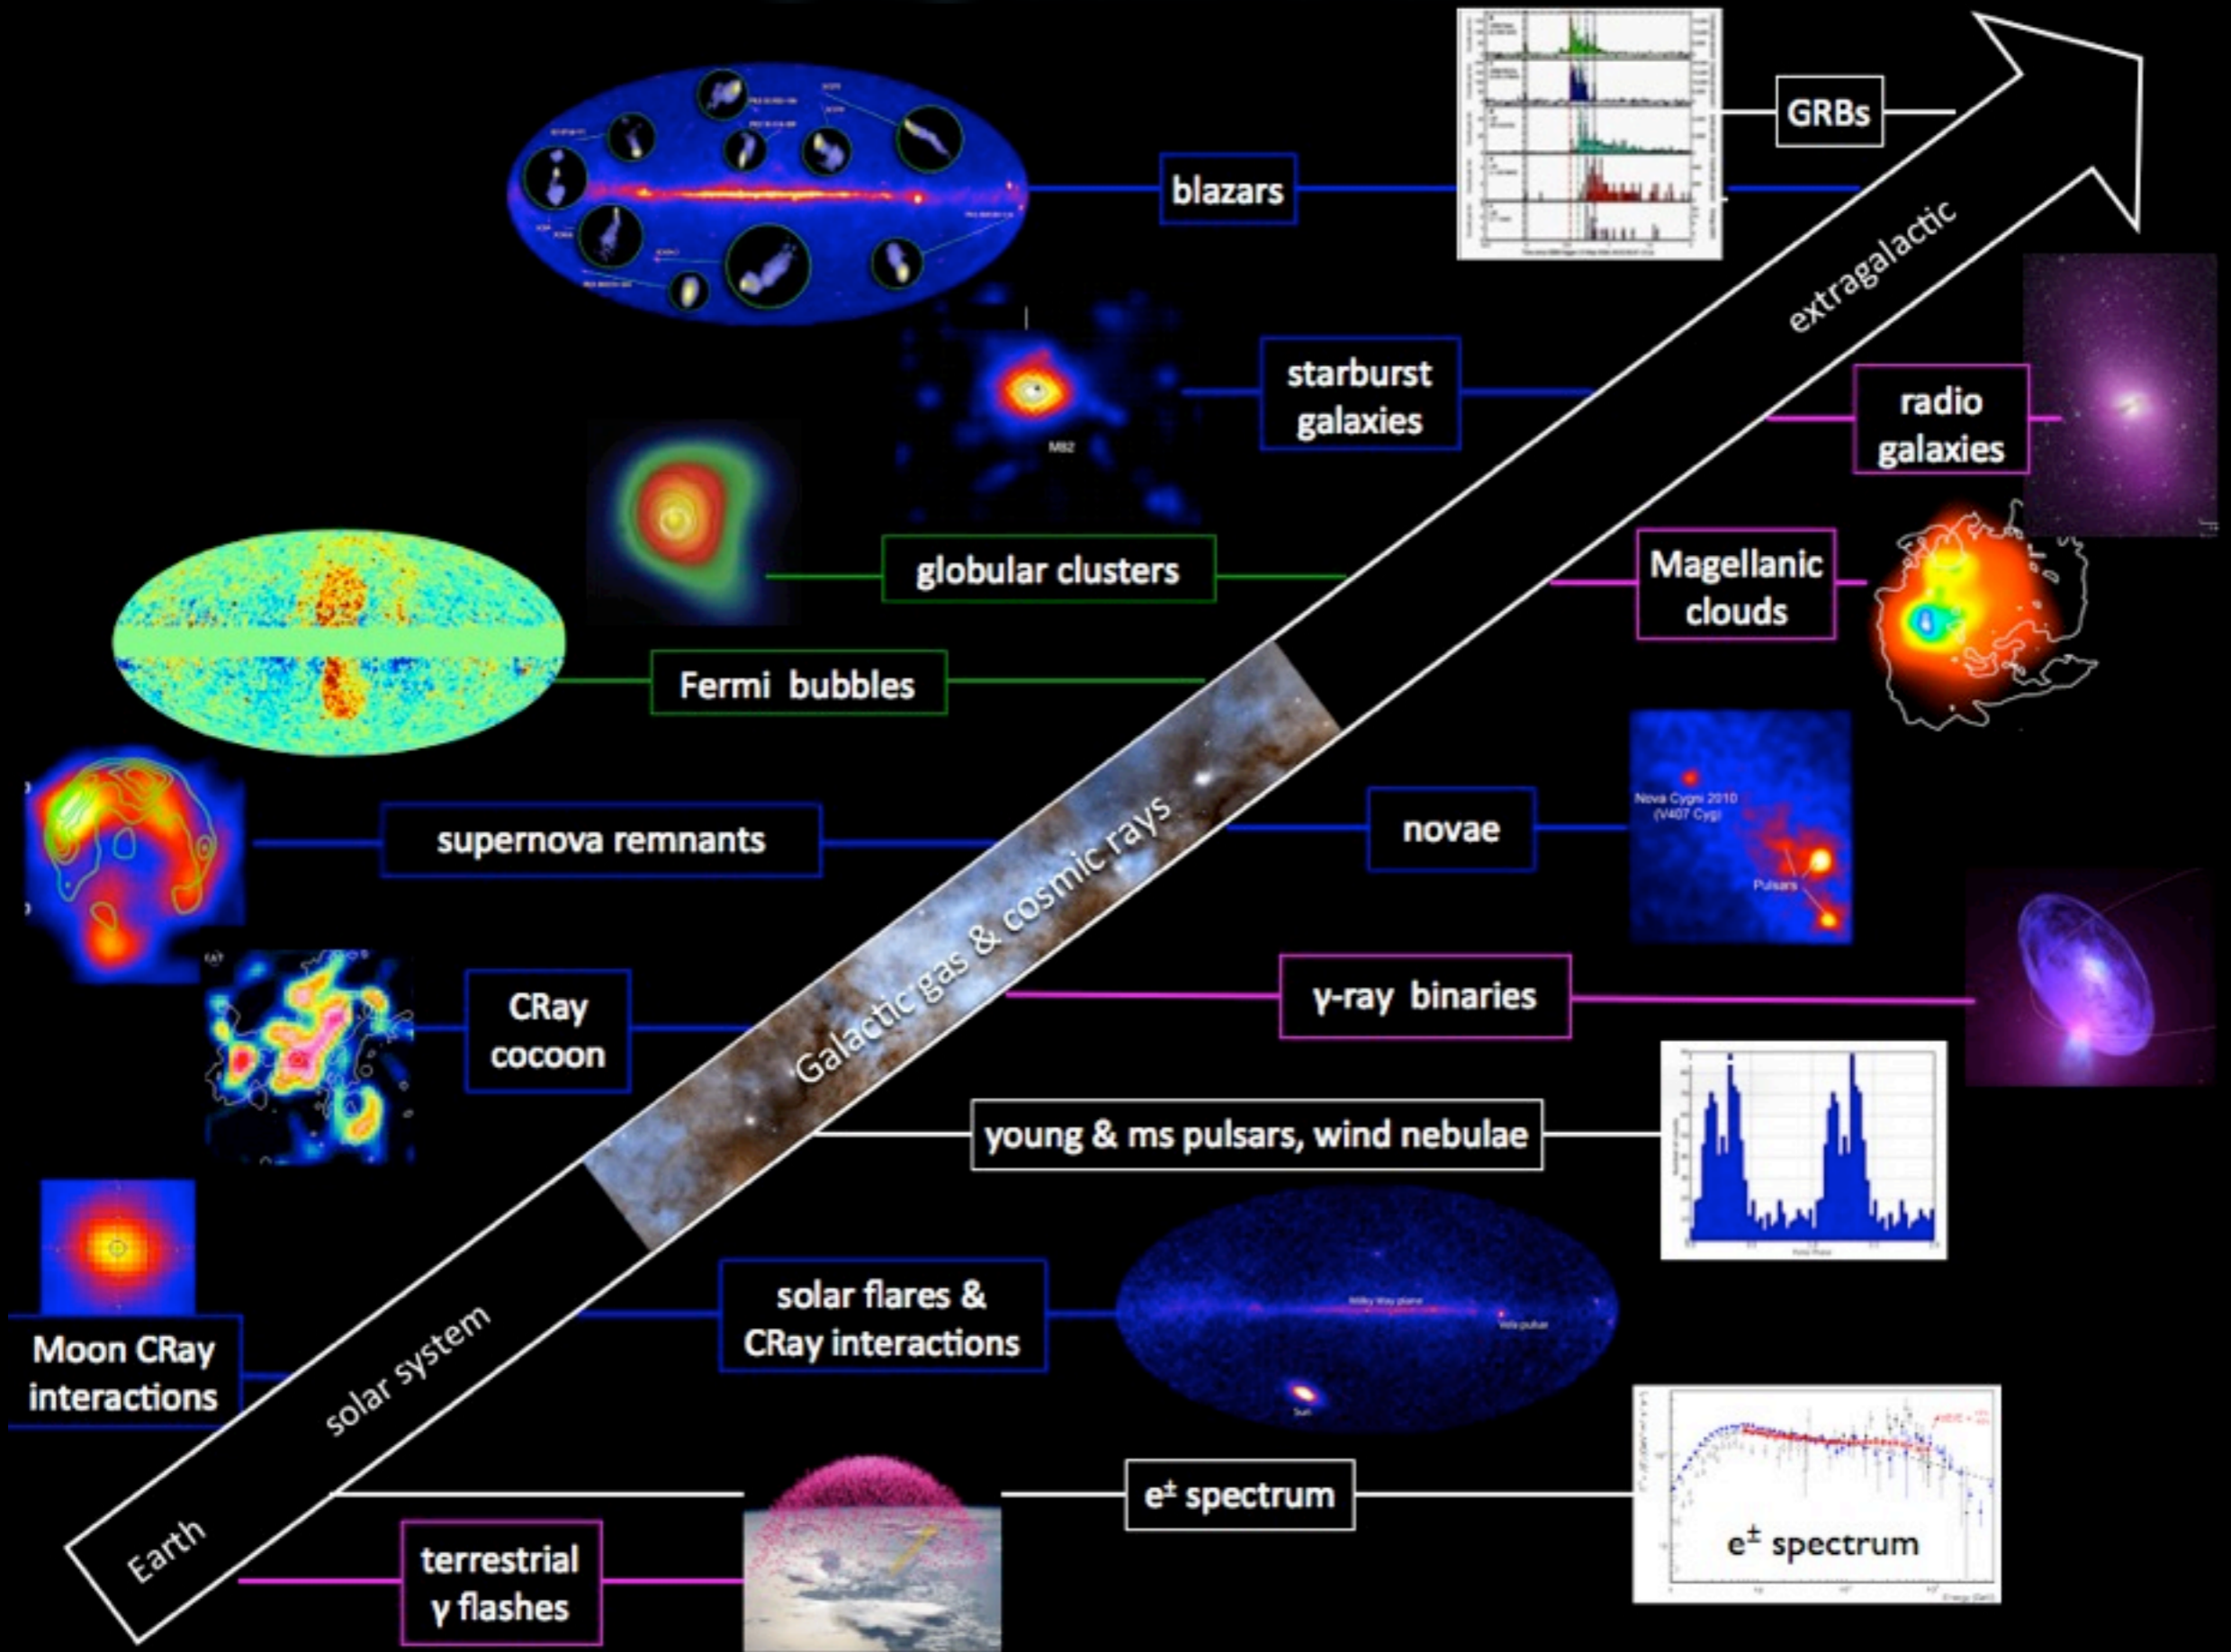 GRBs
blazars
extragalactic
starburst
galaxies
M82
radio
galaxies
globular clusters
Magellanic
clouds
Fermi bubbles
Nova Cygni 2010
(V407 Cyg)
Pulsars
supernova remnants
novae
Galactic gas & cosmic rays
γ-ray binaries
CRay
cocoon
young & ms pulsars, wind nebulae
solar flares &
CRay interactions
Milky Way plane
Vela pulsar
Sun
Moon CRay
interactions
solar system
e± spectrum
e± spectrum
Energy (GeV)
Earth
terrestrial
γ flashes